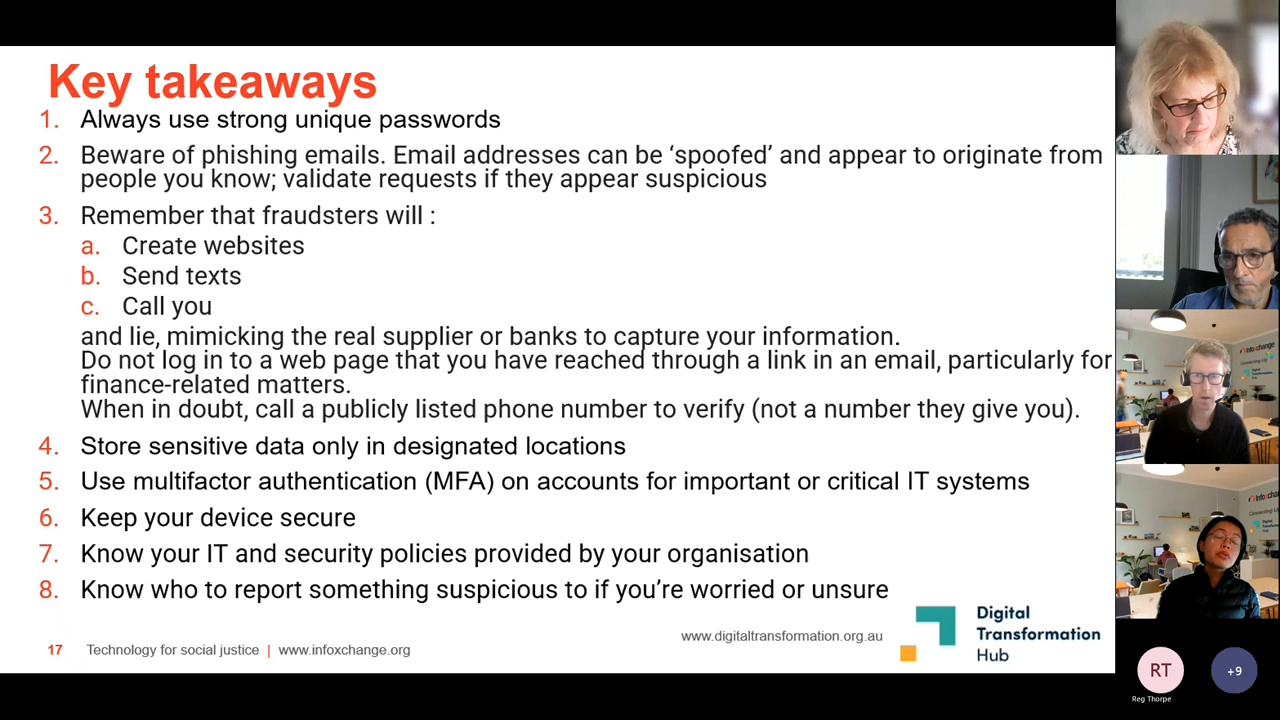 Key takeaways
1. Always use strong unique passwords
2. Beware of phishing emails. Email addresses can be ‘spoofed’ and appear to originate from
people you know; validate requests if they appear suspicious
3. Remember that fraudsters will :
a. Create websites
b. Send texts
c. Call you
and lie, mimicking the real supplier or banks to capture your information.
Do not log in to a web page that you have reached through a link in an email, particularly for
finance-related matters.
When in doubt, call a publicly listed phone number to verify (not a number they give you).
4. Store sensitive data only in designated locations
5. Use multifactor authentication (MFA) on accounts for important or critical IT systems
6. Keep your device secure
7. Know your IT and security policies provided by your organisation
8. Know who to report something suspicious to if you’re worried or unsure
17 Technology for social justice | www.infoxchange.org
www.digitaltransformation.org.au
Digital
Transformation
Hub
RT
+9
Reg Thorpe